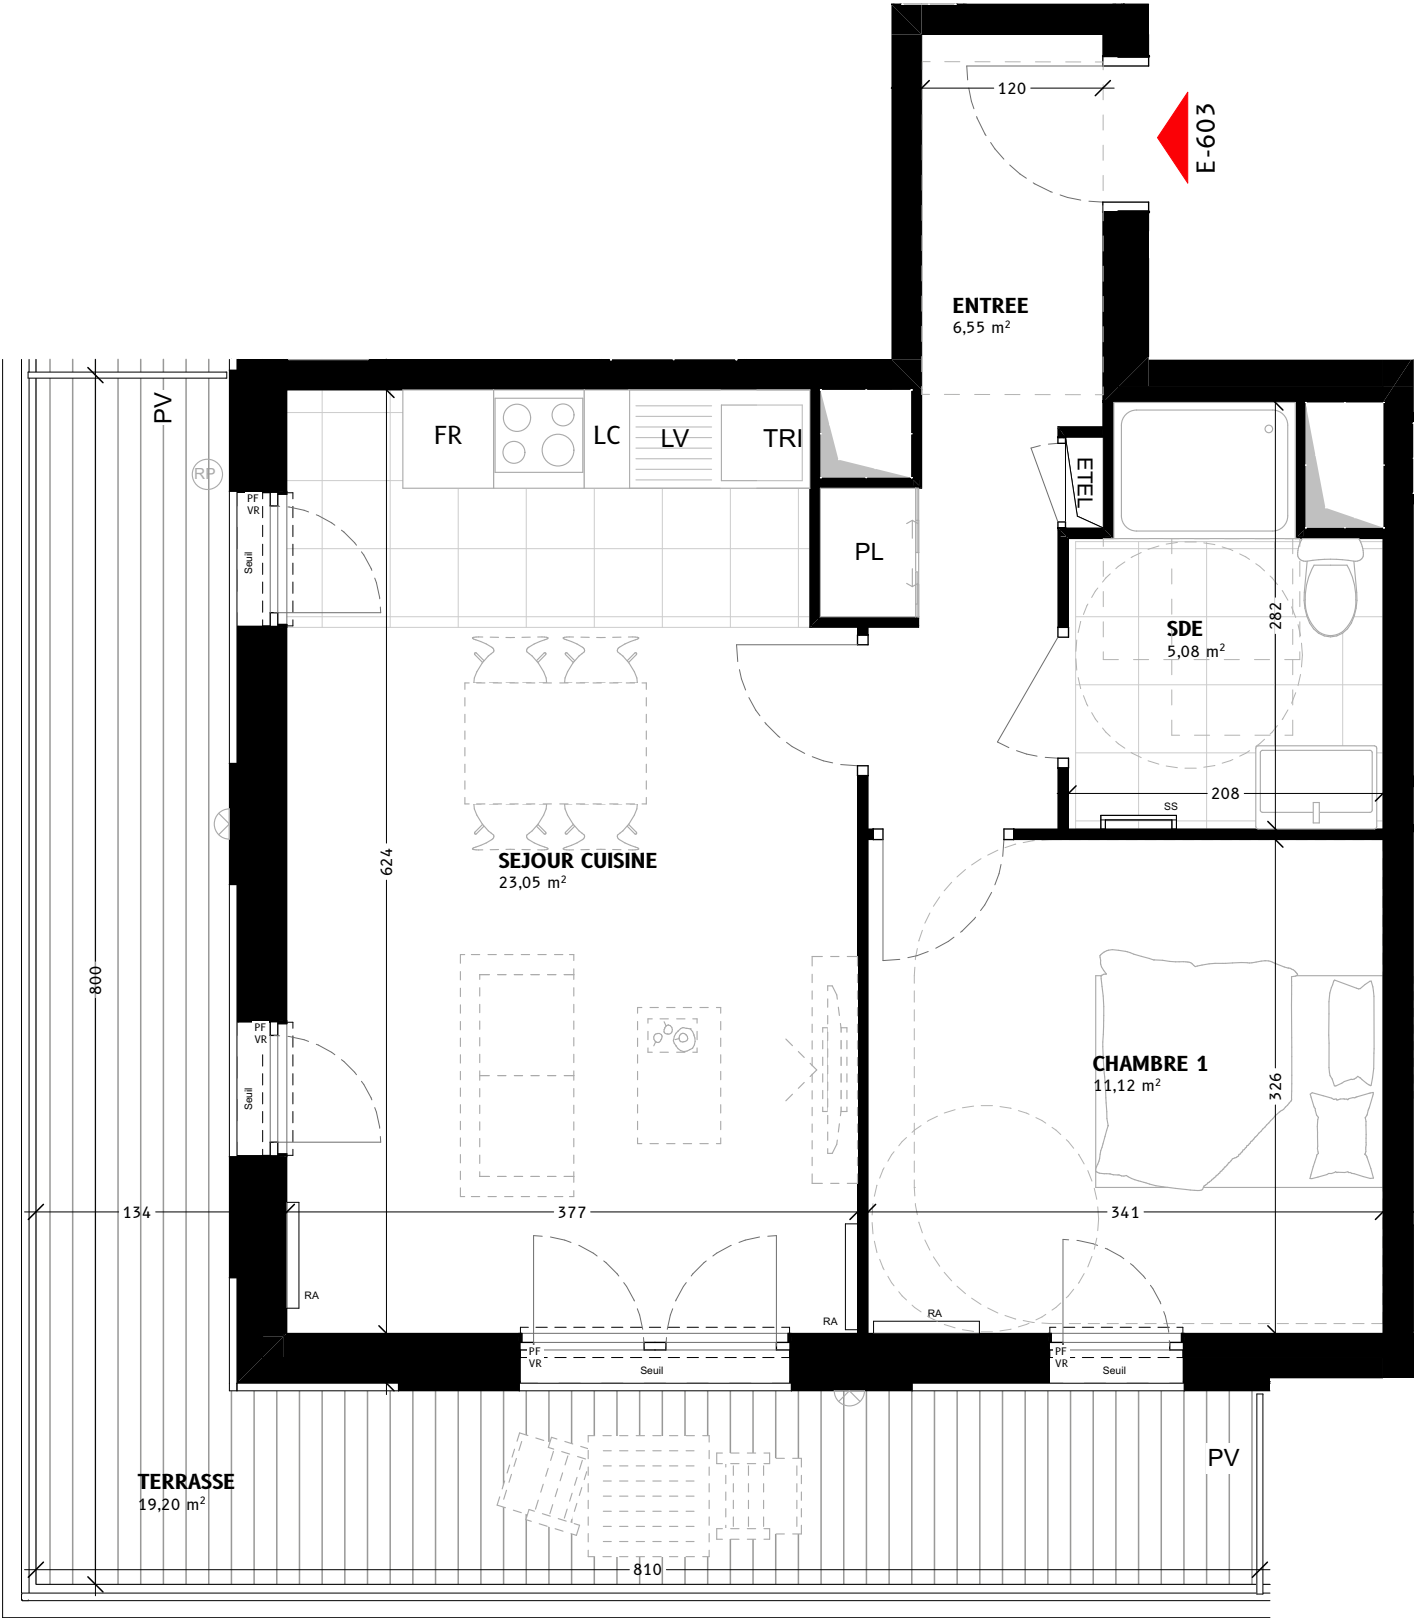 120
E-603
ENTREE
6,55 m²
PV
RP
FR
LC
LV
TRI
ETEL
PL
PF
VR
Seuil
282
SDE
5,08 m²
208
SS
624
SEJOUR CUISINE
23,05 m²
800
PF
VR
Seuil
CHAMBRE 1
11,12 m²
326
134
377
341
RA
RA
RA
PF
VR
Seuil
PF
VR
Seuil
PV
TERRASSE
19,20 m²
810